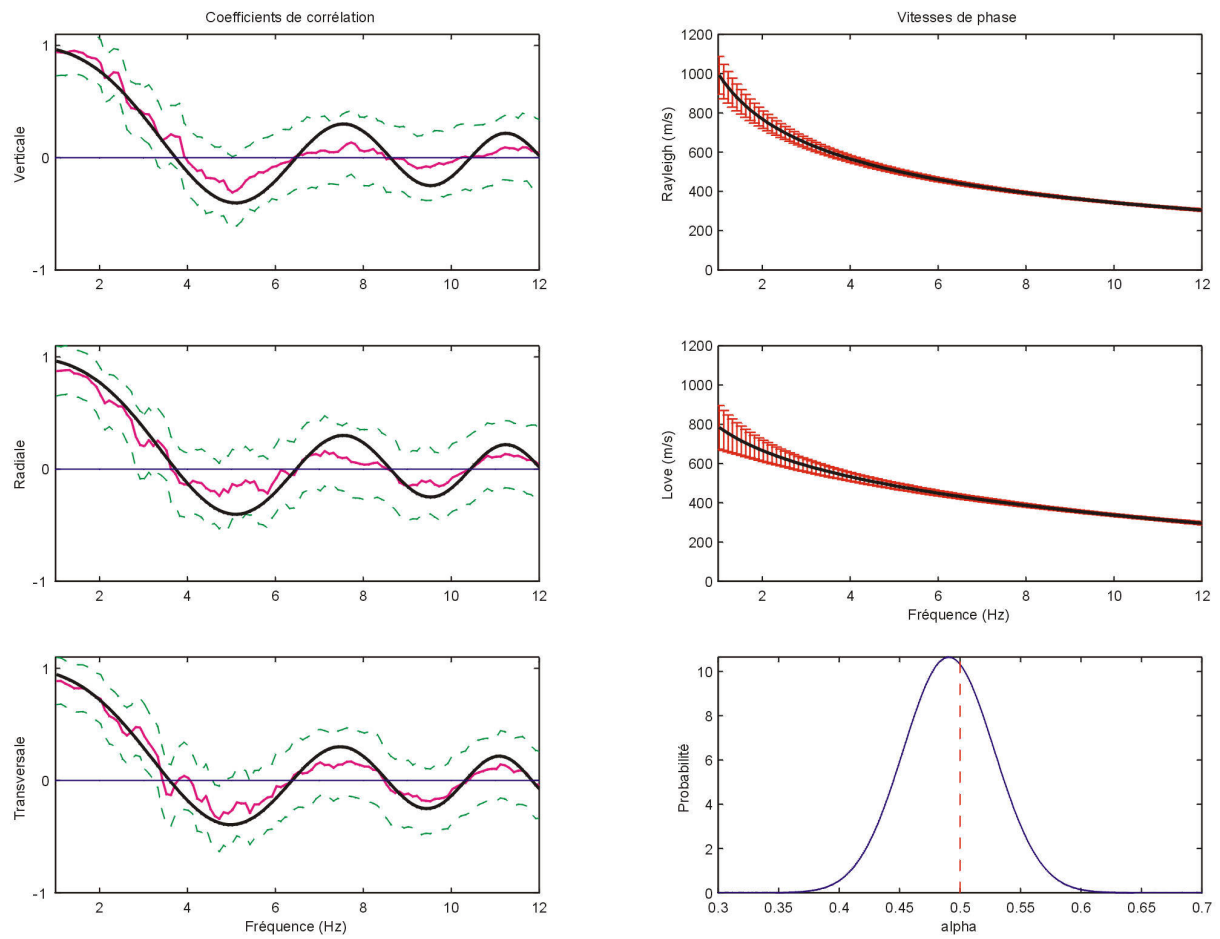 Coefficients de corrélation
Verticale
1
0
-1
2 4 6 8 10 12
Radiale
1
0
-1
2 4 6 8 10 12
Transversale
1
0
-1
2 4 6 8 10 12
Fréquence (Hz)
Vitesses de phase
Rayleigh (m/s)
1200
1000
800
600
400
200
0
2 4 6 8 10 12
Love (m/s)
1200
1000
800
600
400
200
0
2 4 6 8 10 12
Fréquence (Hz)
Probabilité
10
8
6
4
2
0
0.3 0.35 0.4 0.45 0.5 0.55 0.6 0.65 0.7
alpha